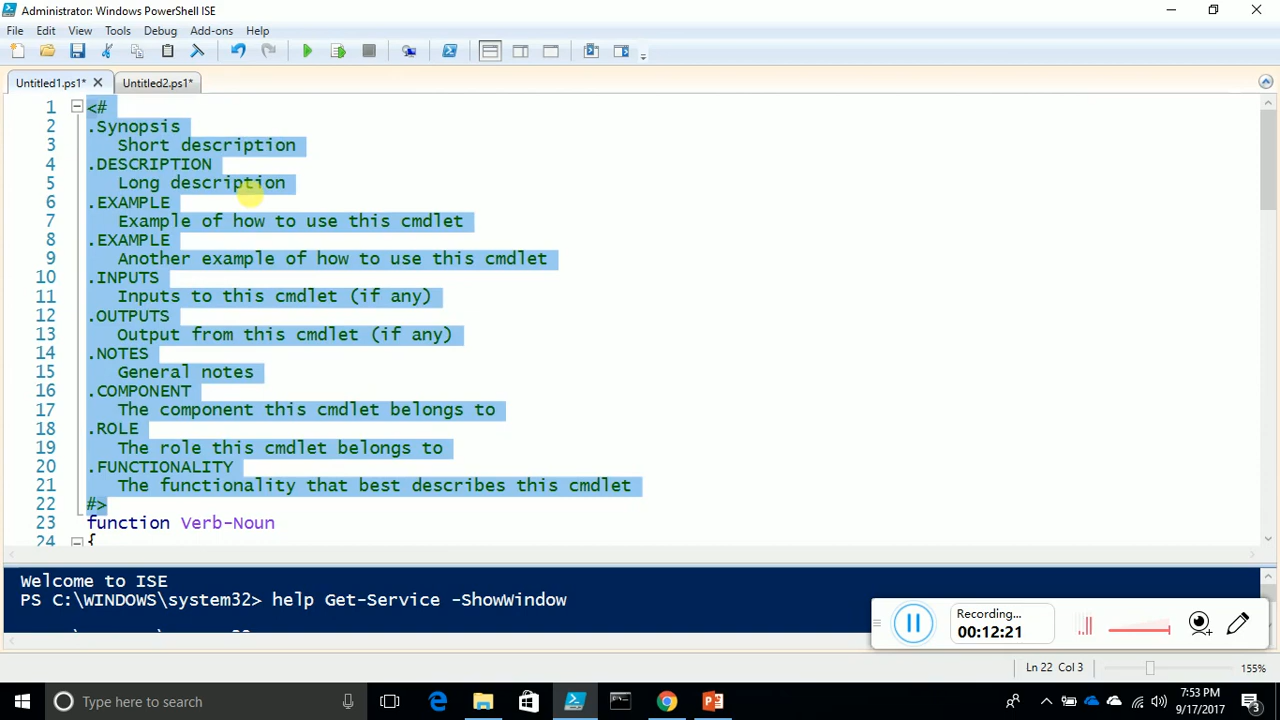 Administrator: Windows PowerShell ISE
File Edit View Tools Debug Add-ons Help
Untitled1.ps1* Untitled2.ps1*
1 <#
2 .Synopsis
3 Short description
4 .DESCRIPTION
5 Long description
6 .EXAMPLE
7 Example of how to use this cmdlet
8 .EXAMPLE
9 Another example of how to use this cmdlet
10 .INPUTS
11 Inputs to this cmdlet (if any)
12 .OUTPUTS
13 Output from this cmdlet (if any)
14 .NOTES
15 General notes
16 .COMPONENT
17 The component this cmdlet belongs to
18 .ROLE
19 The role this cmdlet belongs to
20 .FUNCTIONALITY
21 The functionality that best describes this cmdlet
22 #>
23 function Verb-Noun
24 {
Welcome to ISE
PS C:\WINDOWS\system32> help Get-Service -ShowWindow
Recording...
00:12:21
Ln 22 Col 3 155%
Type here to search
7:53 PM
9/17/2017
3